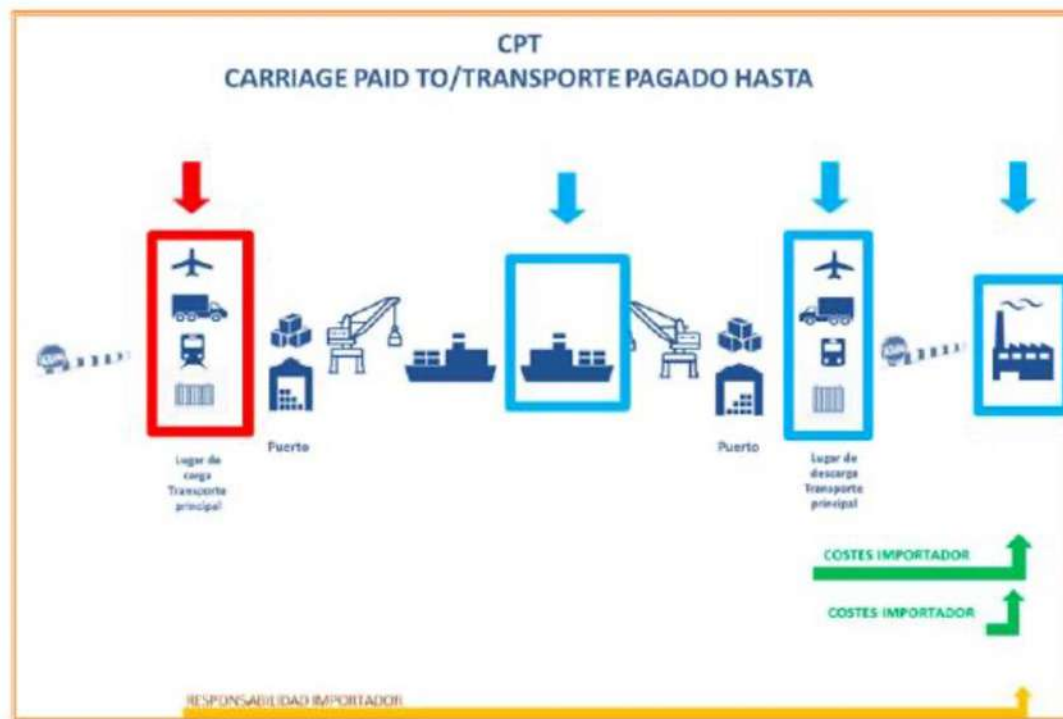 CPT
CARRIAGE PAID TO/TRANSPORTE PAGADO HASTA
Puerto
Puerto
Lugar de
carga
Transporte
principal
Lugar de
descarga
Transporte
principal
COSTES IMPORTADOR
COSTES IMPORTADOR
RESPONSABILIDAD IMPORTADOR